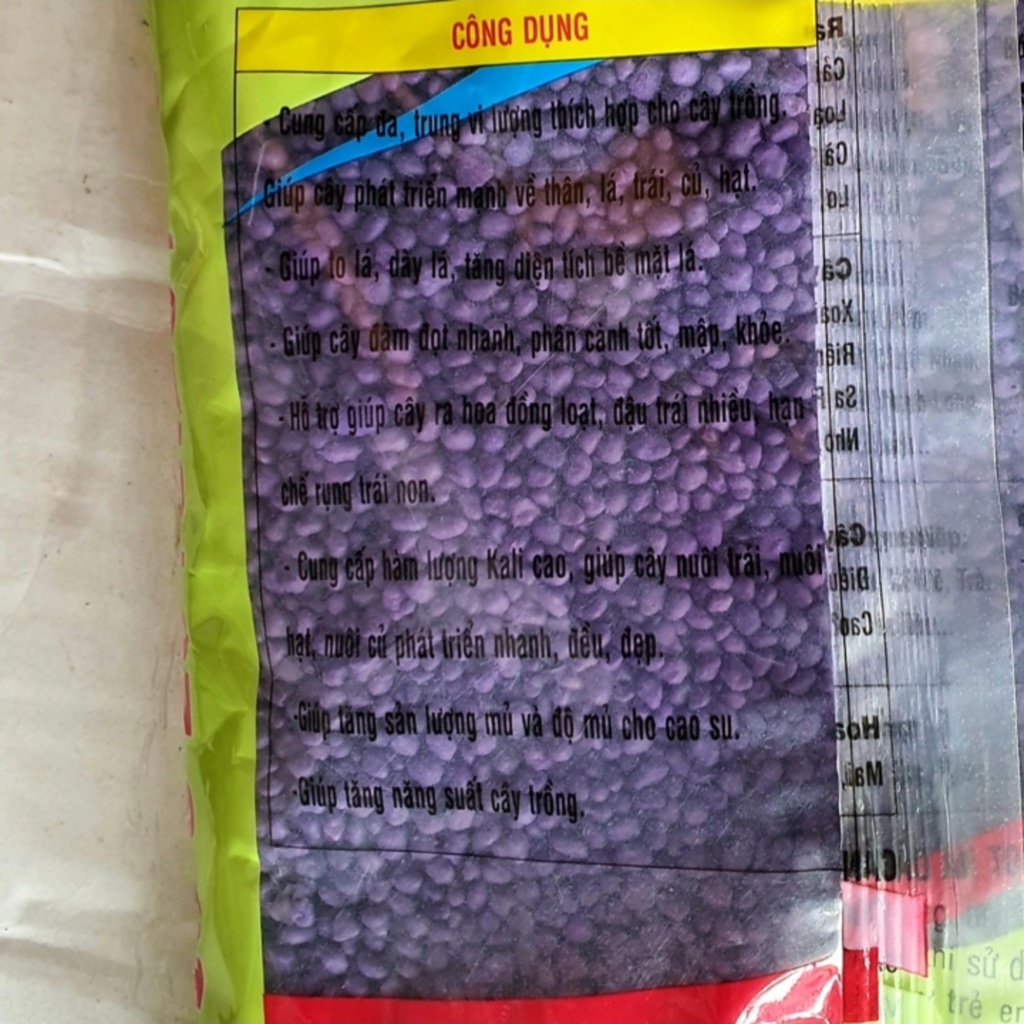 CÔNG DỤNG
- Cung cấp đa, trung vi lượng thích hợp cho cây trồng.
Giúp cây phát triển mạnh về thân, lá, trái, củ, hạt.
- Giúp to lá, dày lá, tăng diện tích bề mặt lá.
- Giúp cây đâm đọt nhanh, phân cành tốt, mập, khỏe.
- Hỗ trợ giúp cây ra hoa đồng loạt, đậu trái nhiều, hạn
chế rụng trái non.
- Cung cấp hàm lượng Kali cao, giúp cây nuôi trái, nuôi
hạt, nuôi củ phát triển nhanh, đều, đẹp.
-Giúp tăng sản lượng mủ và độ mủ cho cao su.
-Giúp tăng năng suất cây trồng.
sử
trẻ